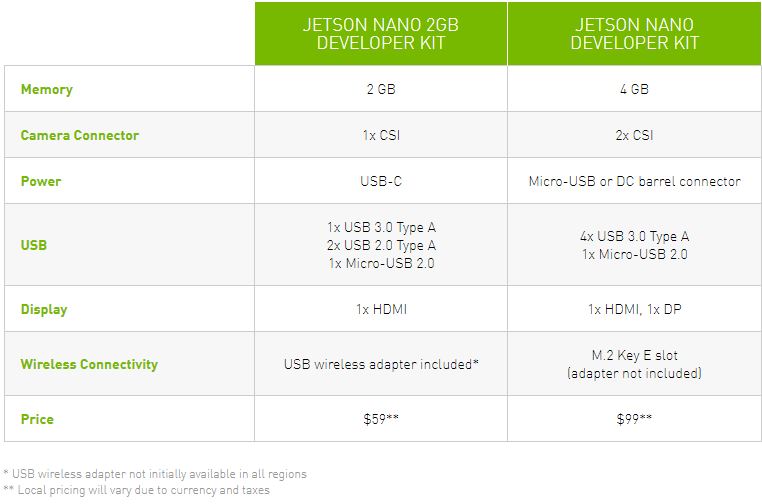 JETSON NANO 2GB
DEVELOPER KIT
JETSON NANO
DEVELOPER KIT
Memory
2 GB
4 GB
Camera Connector
1x CSI
2x CSI
Power
USB-C
Micro-USB or DC barrel connector
USB
1x USB 3.0 Type A
2x USB 2.0 Type A
1x Micro-USB 2.0
4x USB 3.0 Type A
1x Micro-USB 2.0
Display
1x HDMI
1x HDMI, 1x DP
Wireless Connectivity
USB wireless adapter included*
M.2 Key E slot
(adapter not included)
Price
$59**
$99**
* USB wireless adapter not initially available in all regions
** Local pricing will vary due to currency and taxes